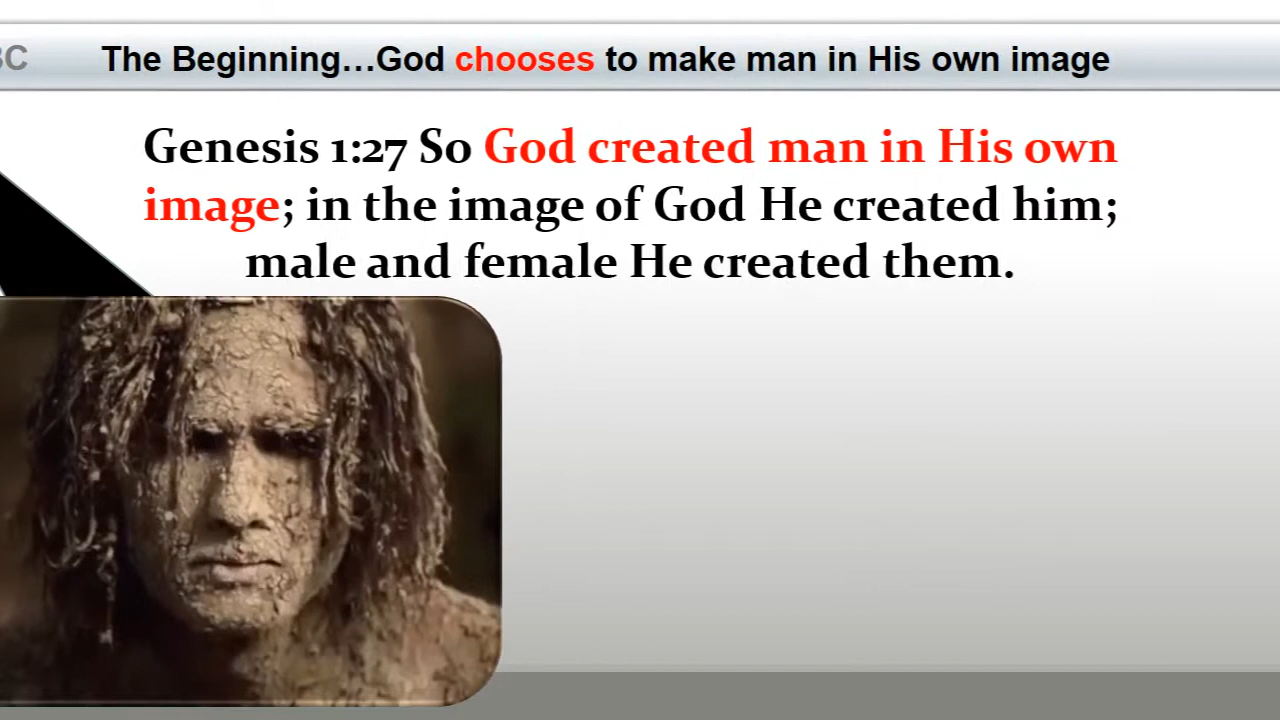 BC
The Beginning…God chooses to make man in His own image
Genesis 1:27 So God created man in His own
image; in the image of God He created him;
male and female He created them.